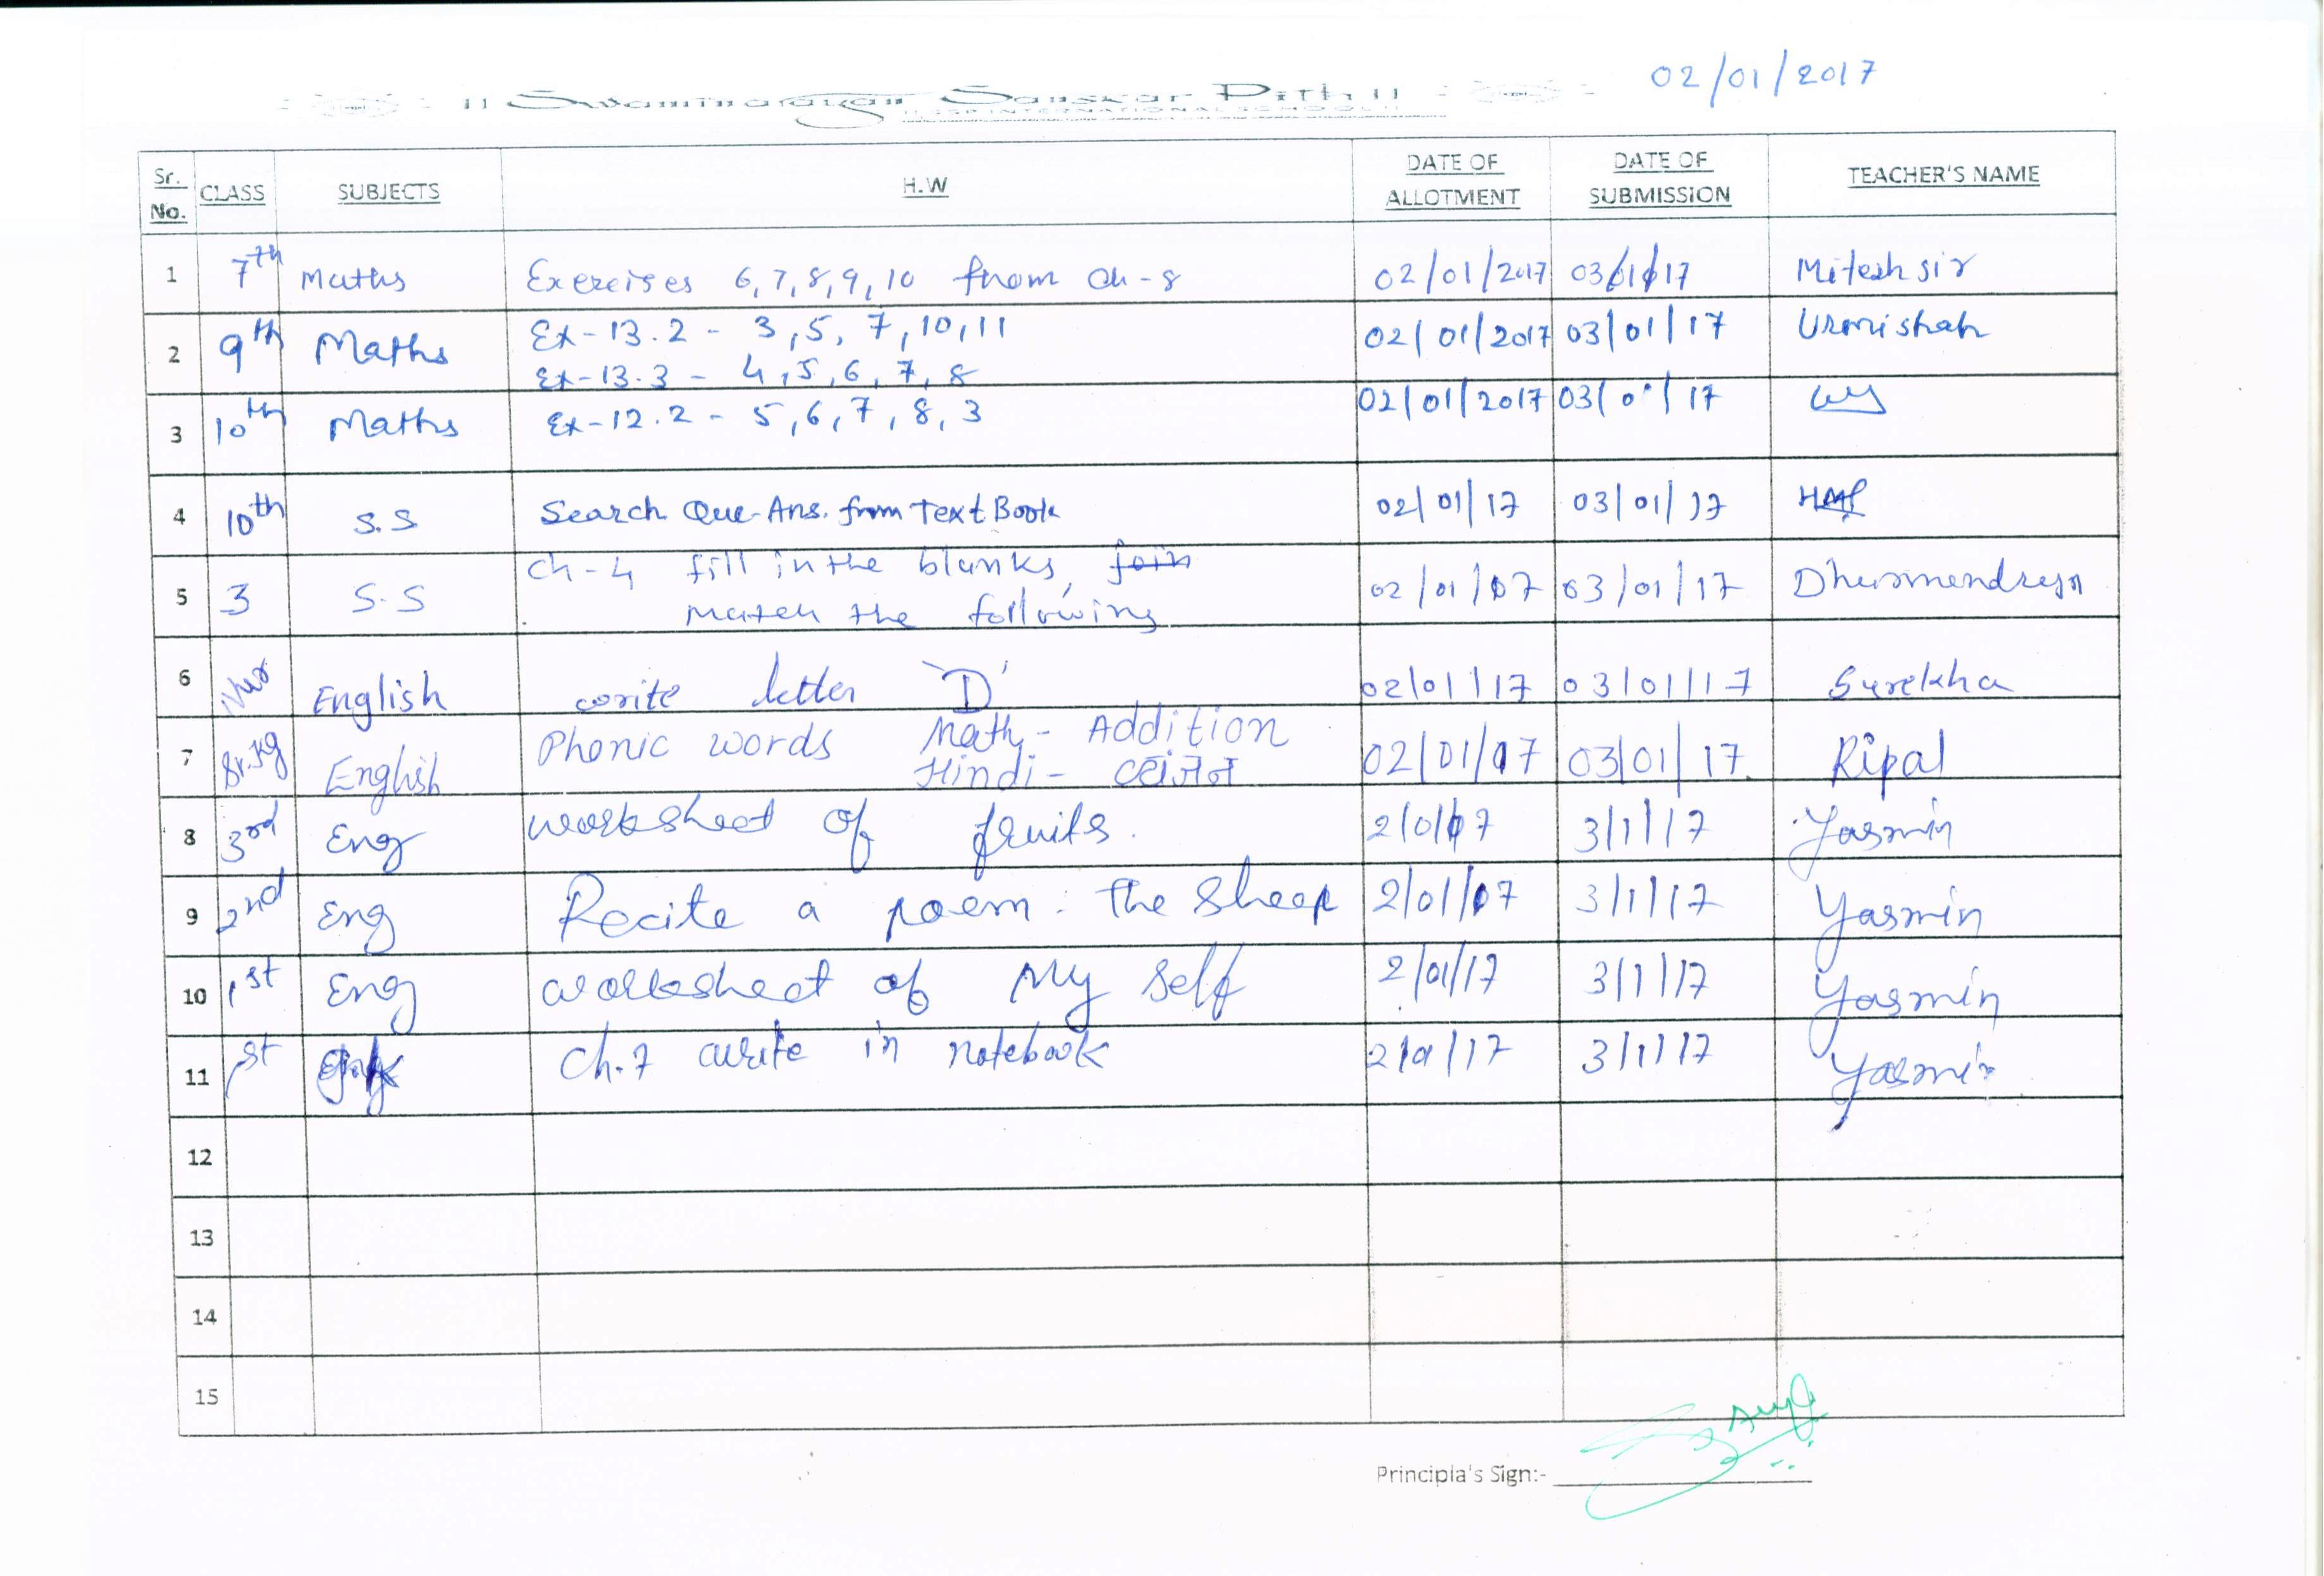 02/01/2017
|| Swaminarayan Sanskar Pith ||
Sr. No. CLASS SUBJECTS H.W DATE OF ALLOTMENT DATE OF SUBMISSION TEACHER'S NAME
1 7th Maths Exercises 6,7,8,9,10 from Ch-8 02/01/2017 03/1/17 Mitesh sir
2 9th Maths Ex-13.2 - 3,5,7,10,11 02/01/2017 03/01/17 Urmishah
Ex-13.3 - 4,5,6,7,8
3 10th Maths Ex-12.2 - 5,6,7,8,3 02/01/2017 03/01/17
4 10th S.S Search Que-Ans. from Text Book 02/01/17 03/01/17
5 3 S.S Ch-4 fill in the blanks, join 02/01/17 03/01/17
match the following
6 Nur English write letter 'D' 02/01/17 03/01/17 Surekha
7 Sr.Kg English Phonic words Math - Addition 02/01/17 03/01/17 Ripal
Hindi -
8 3rd Eng worksheet of fruits. 2/0/17 3/1/17 Yasmin
9 2nd Eng Recite a poem. The Sheep 2/01/17 3/1/17 Yasmin
10 1st Eng worksheet of My Self 2/01/17 3/1/17 Yasmin
11 1st Ch.7 write in notebook 2/01/17 3/1/17 Yasmin
12
13
14
15
Principla's Sign:-